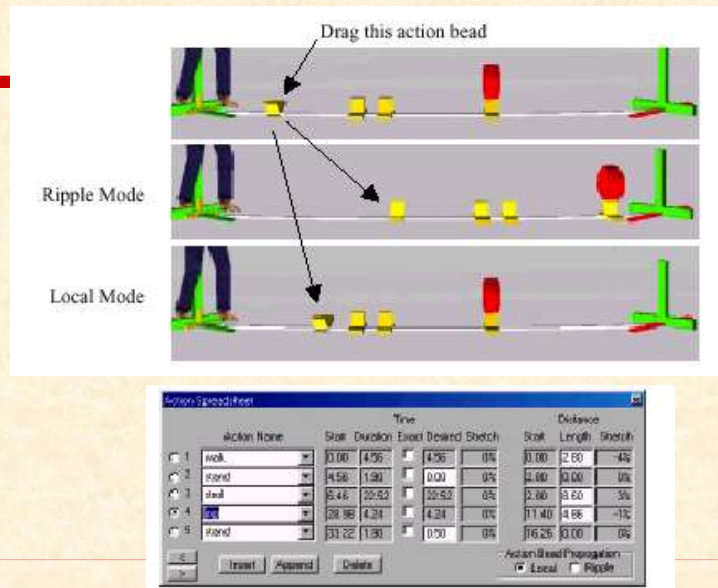 Drag this action bead
Ripple Mode
Local Mode
Action Spreadsheet
Time Distance
Action Name Start Duration Exact Desired Stretch Start Length Stretch
1 walk 0.00 4.56 4.56 0% 0.00 2.80 -4%
2 stand 4.56 1.90 0.00 0% 2.80 0.00 0%
3 stroll 6.46 22.52 22.52 0% 2.80 8.60 3%
4 28.98 4.24 4.24 0% 11.40 4.86 -1%
5 stand 33.22 1.90 0.50 0% 16.26 0.00 0%
< Insert Append Delete Action Bead Propogation
> Local Ripple